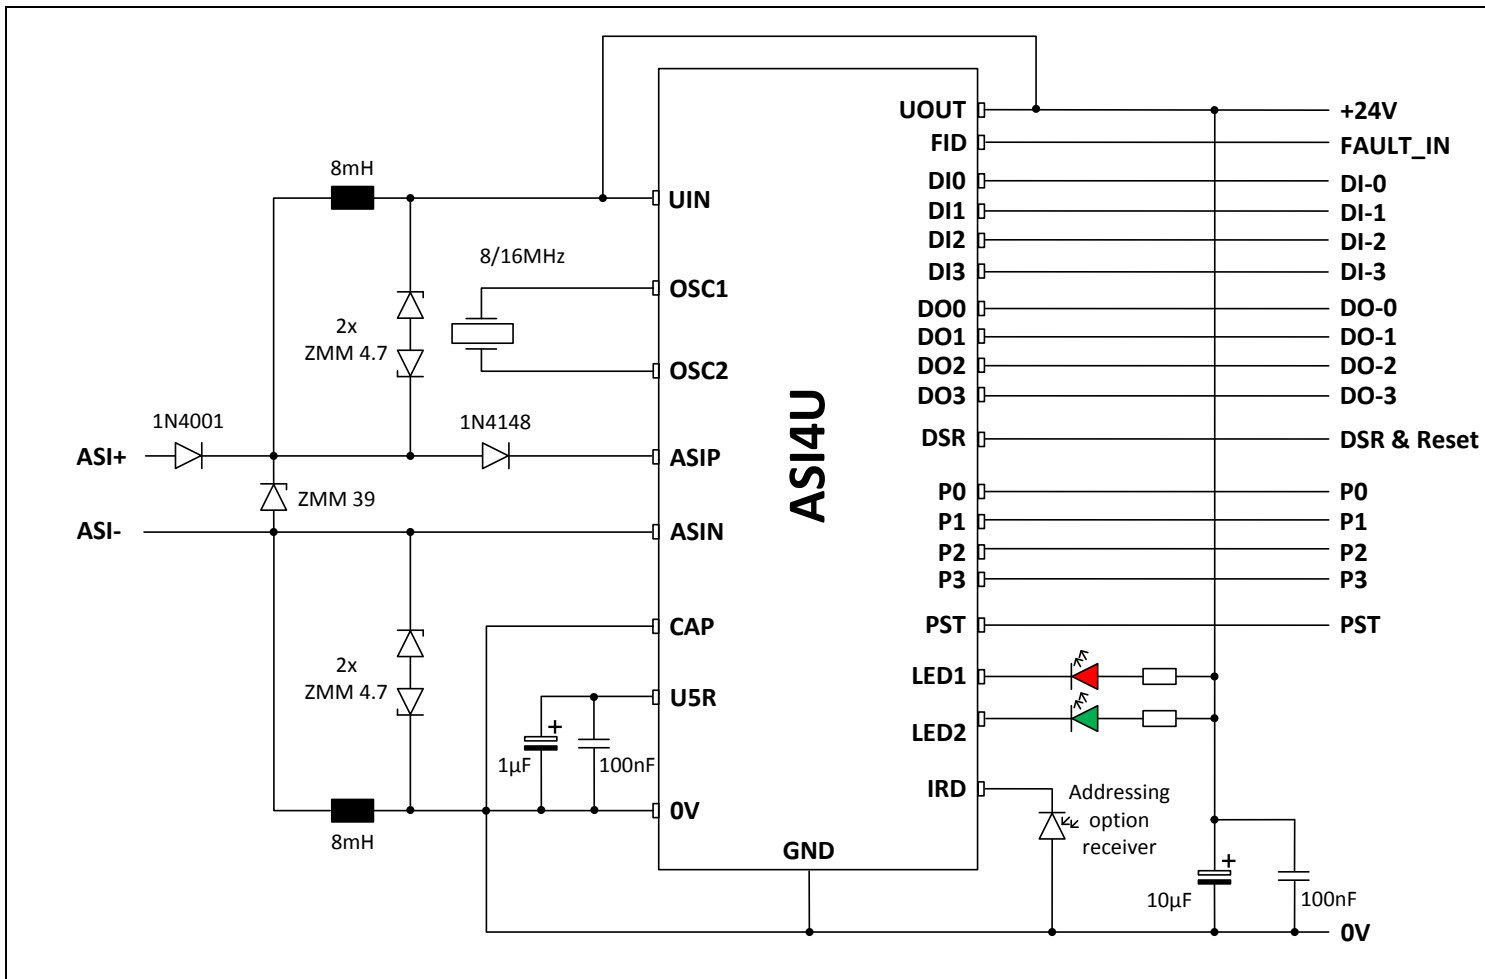 UOUT
+24V
FID
FAULT_IN
8mH
DI0
DI-0
UIN
DI1
DI-1
DI2
DI-2
8/16MHz
DI3
DI-3
OSC1
DO0
DO-0
2x
ZMM 4.7
DO1
DO-1
OSC2
DO2
DO-2
DO3
DO-3
1N4001
1N4148
ASI4U
DSR
DSR & Reset
ASI+
ASIP
ZMM 39
P0
P0
ASI-
ASIN
P1
P1
P2
P2
P3
P3
CAP
PST
PST
2x
ZMM 4.7
LED1
U5R
LED2
+
1µF
100nF
IRD
Addressing
option
receiver
0V
8mH
GND
+
10µF
100nF
0V